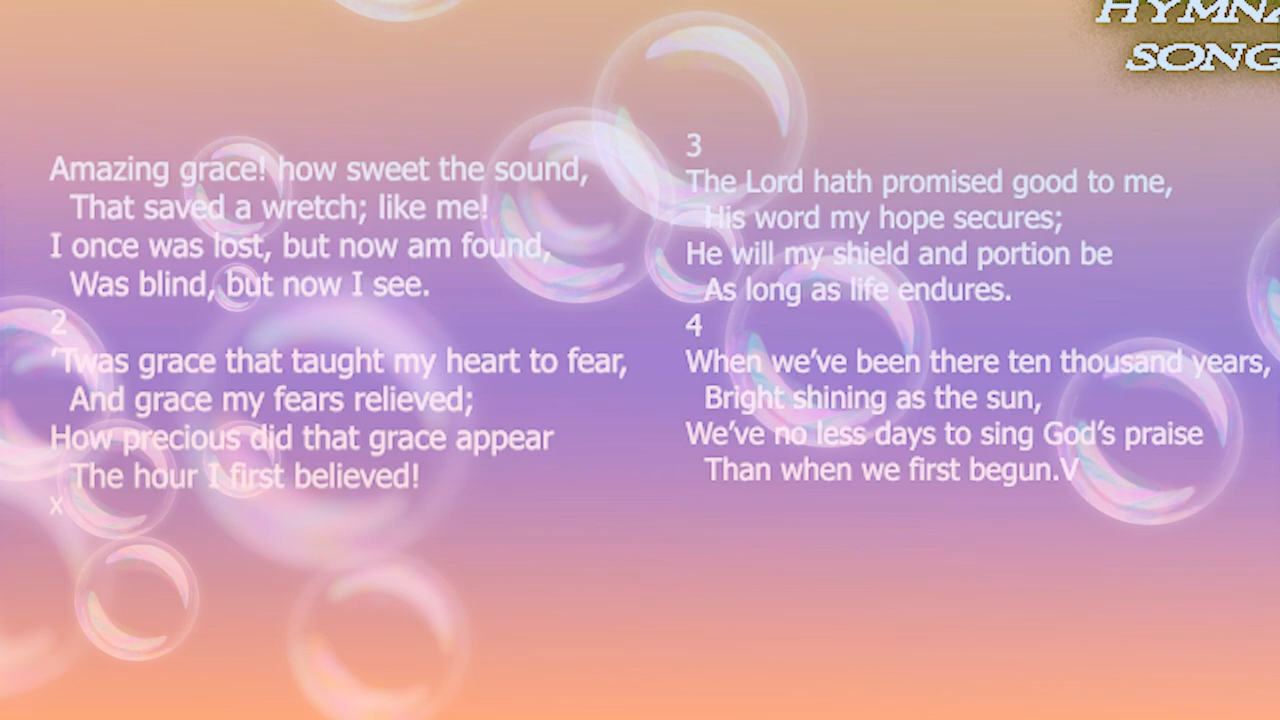 HYMNA
SONG
Amazing grace! how sweet the sound,
That saved a wretch; like me!
I once was lost, but now am found,
Was blind, but now I see.
2
‘Twas grace that taught my heart to fear,
And grace my fears relieved;
How precious did that grace appear
The hour I first believed!
x
3
The Lord hath promised good to me,
His word my hope secures;
He will my shield and portion be
As long as life endures.
4
When we’ve been there ten thousand years,
Bright shining as the sun,
We’ve no less days to sing God’s praise
Than when we first begun.V